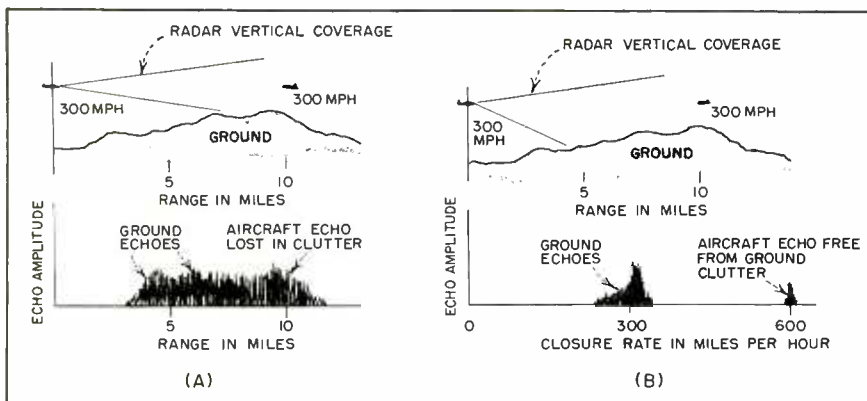 RADAR VERTICAL COVERAGE
300 MPH
300 MPH
GROUND
5
10
RANGE IN MILES
ECHO AMPLITUDE
GROUND
ECHOES
AIRCRAFT ECHO
LOST IN CLUTTER
5
10
RANGE IN MILES
(A)
RADAR VERTICAL COVERAGE
300
MPH
300 MPH
GROUND
5
10
RANGE IN MILES
ECHO AMPLITUDE
GROUND
ECHOES
AIRCRAFT ECHO FREE
FROM GROUND
CLUTTER
0
300
600
CLOSURE RATE IN MILES PER HOUR
(B)